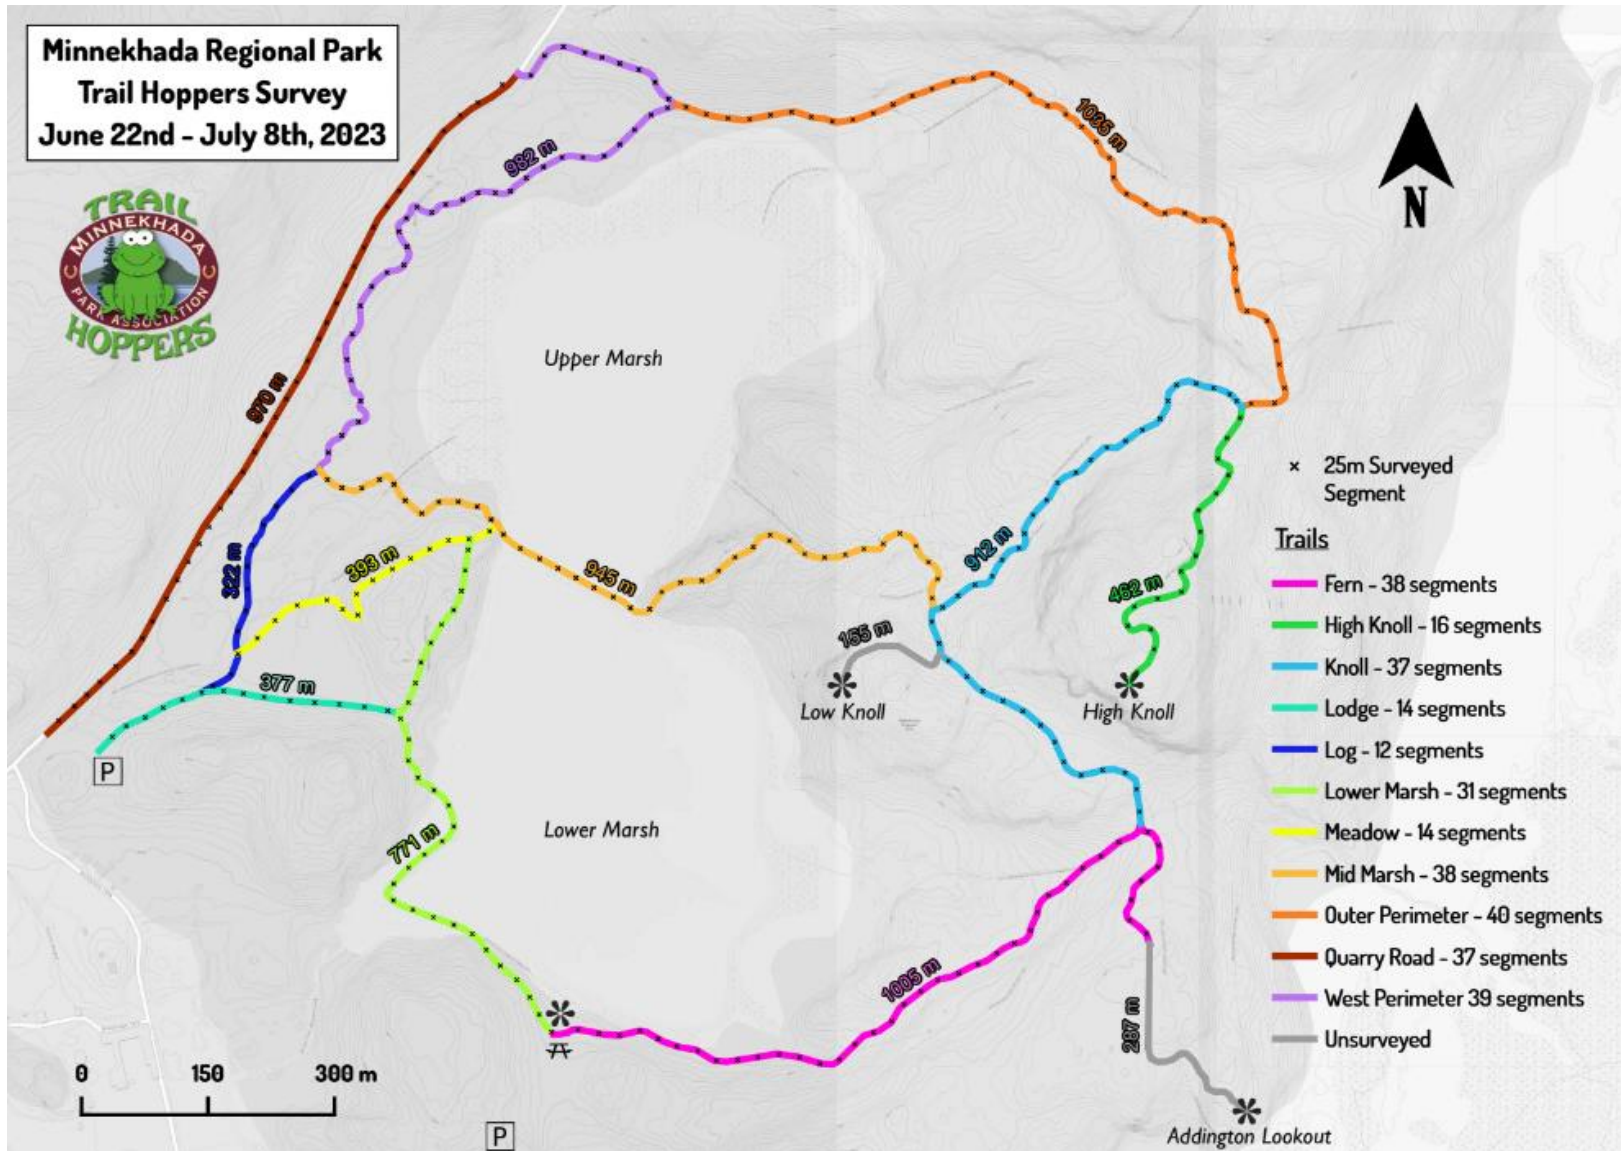 Minnekhada Regional Park
Trail Hoppers Survey
June 22nd - July 8th, 2023
TRAIL
MINNEKHADA
PARK ASSOCIATION
HOPPERS
982 m
1035 m
N
970 m
Upper Marsh
25m Surveyed
Segment
Trails
322 m
393 m
945 m
912 m
462 m
155 m
377 m
Low Knoll
High Knoll
P
771 m
Lower Marsh
1005 m
287 m
Fern - 38 segments
High Knoll - 16 segments
Knoll - 37 segments
Lodge - 14 segments
Log - 12 segments
Lower Marsh - 31 segments
Meadow - 14 segments
Mid Marsh - 38 segments
Outer Perimeter - 40 segments
Quarry Road - 37 segments
West Perimeter 39 segments
Unsurveyed
0 150 300 m
P
Addington Lookout